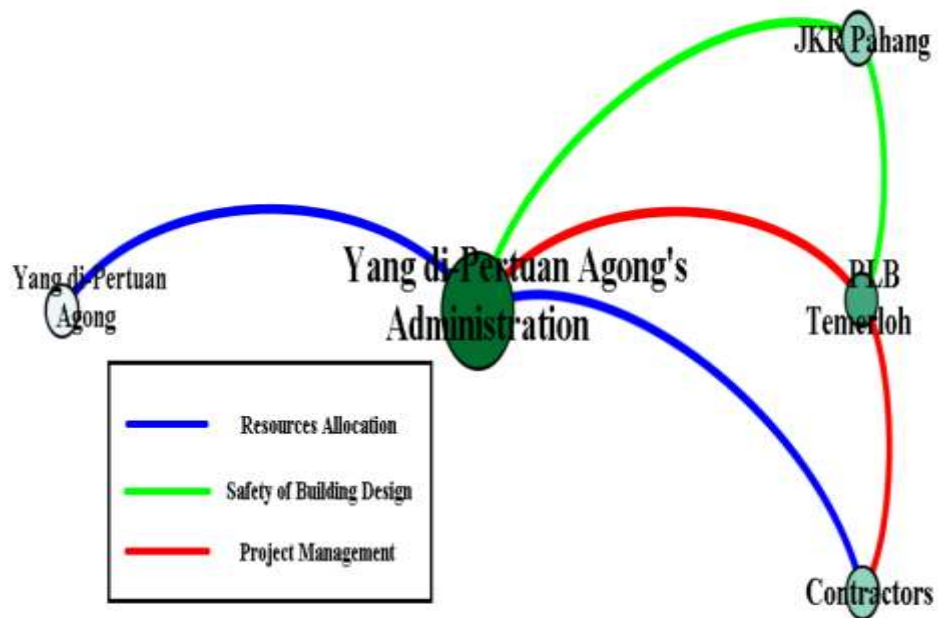 JKR Pahang
Yang di-Pertuan
Agong
Yang di-Pertuan Agong's
Administration
PLB
Temerloh
Resources Allocation
Safety of Building Design
Project Management
Contractors